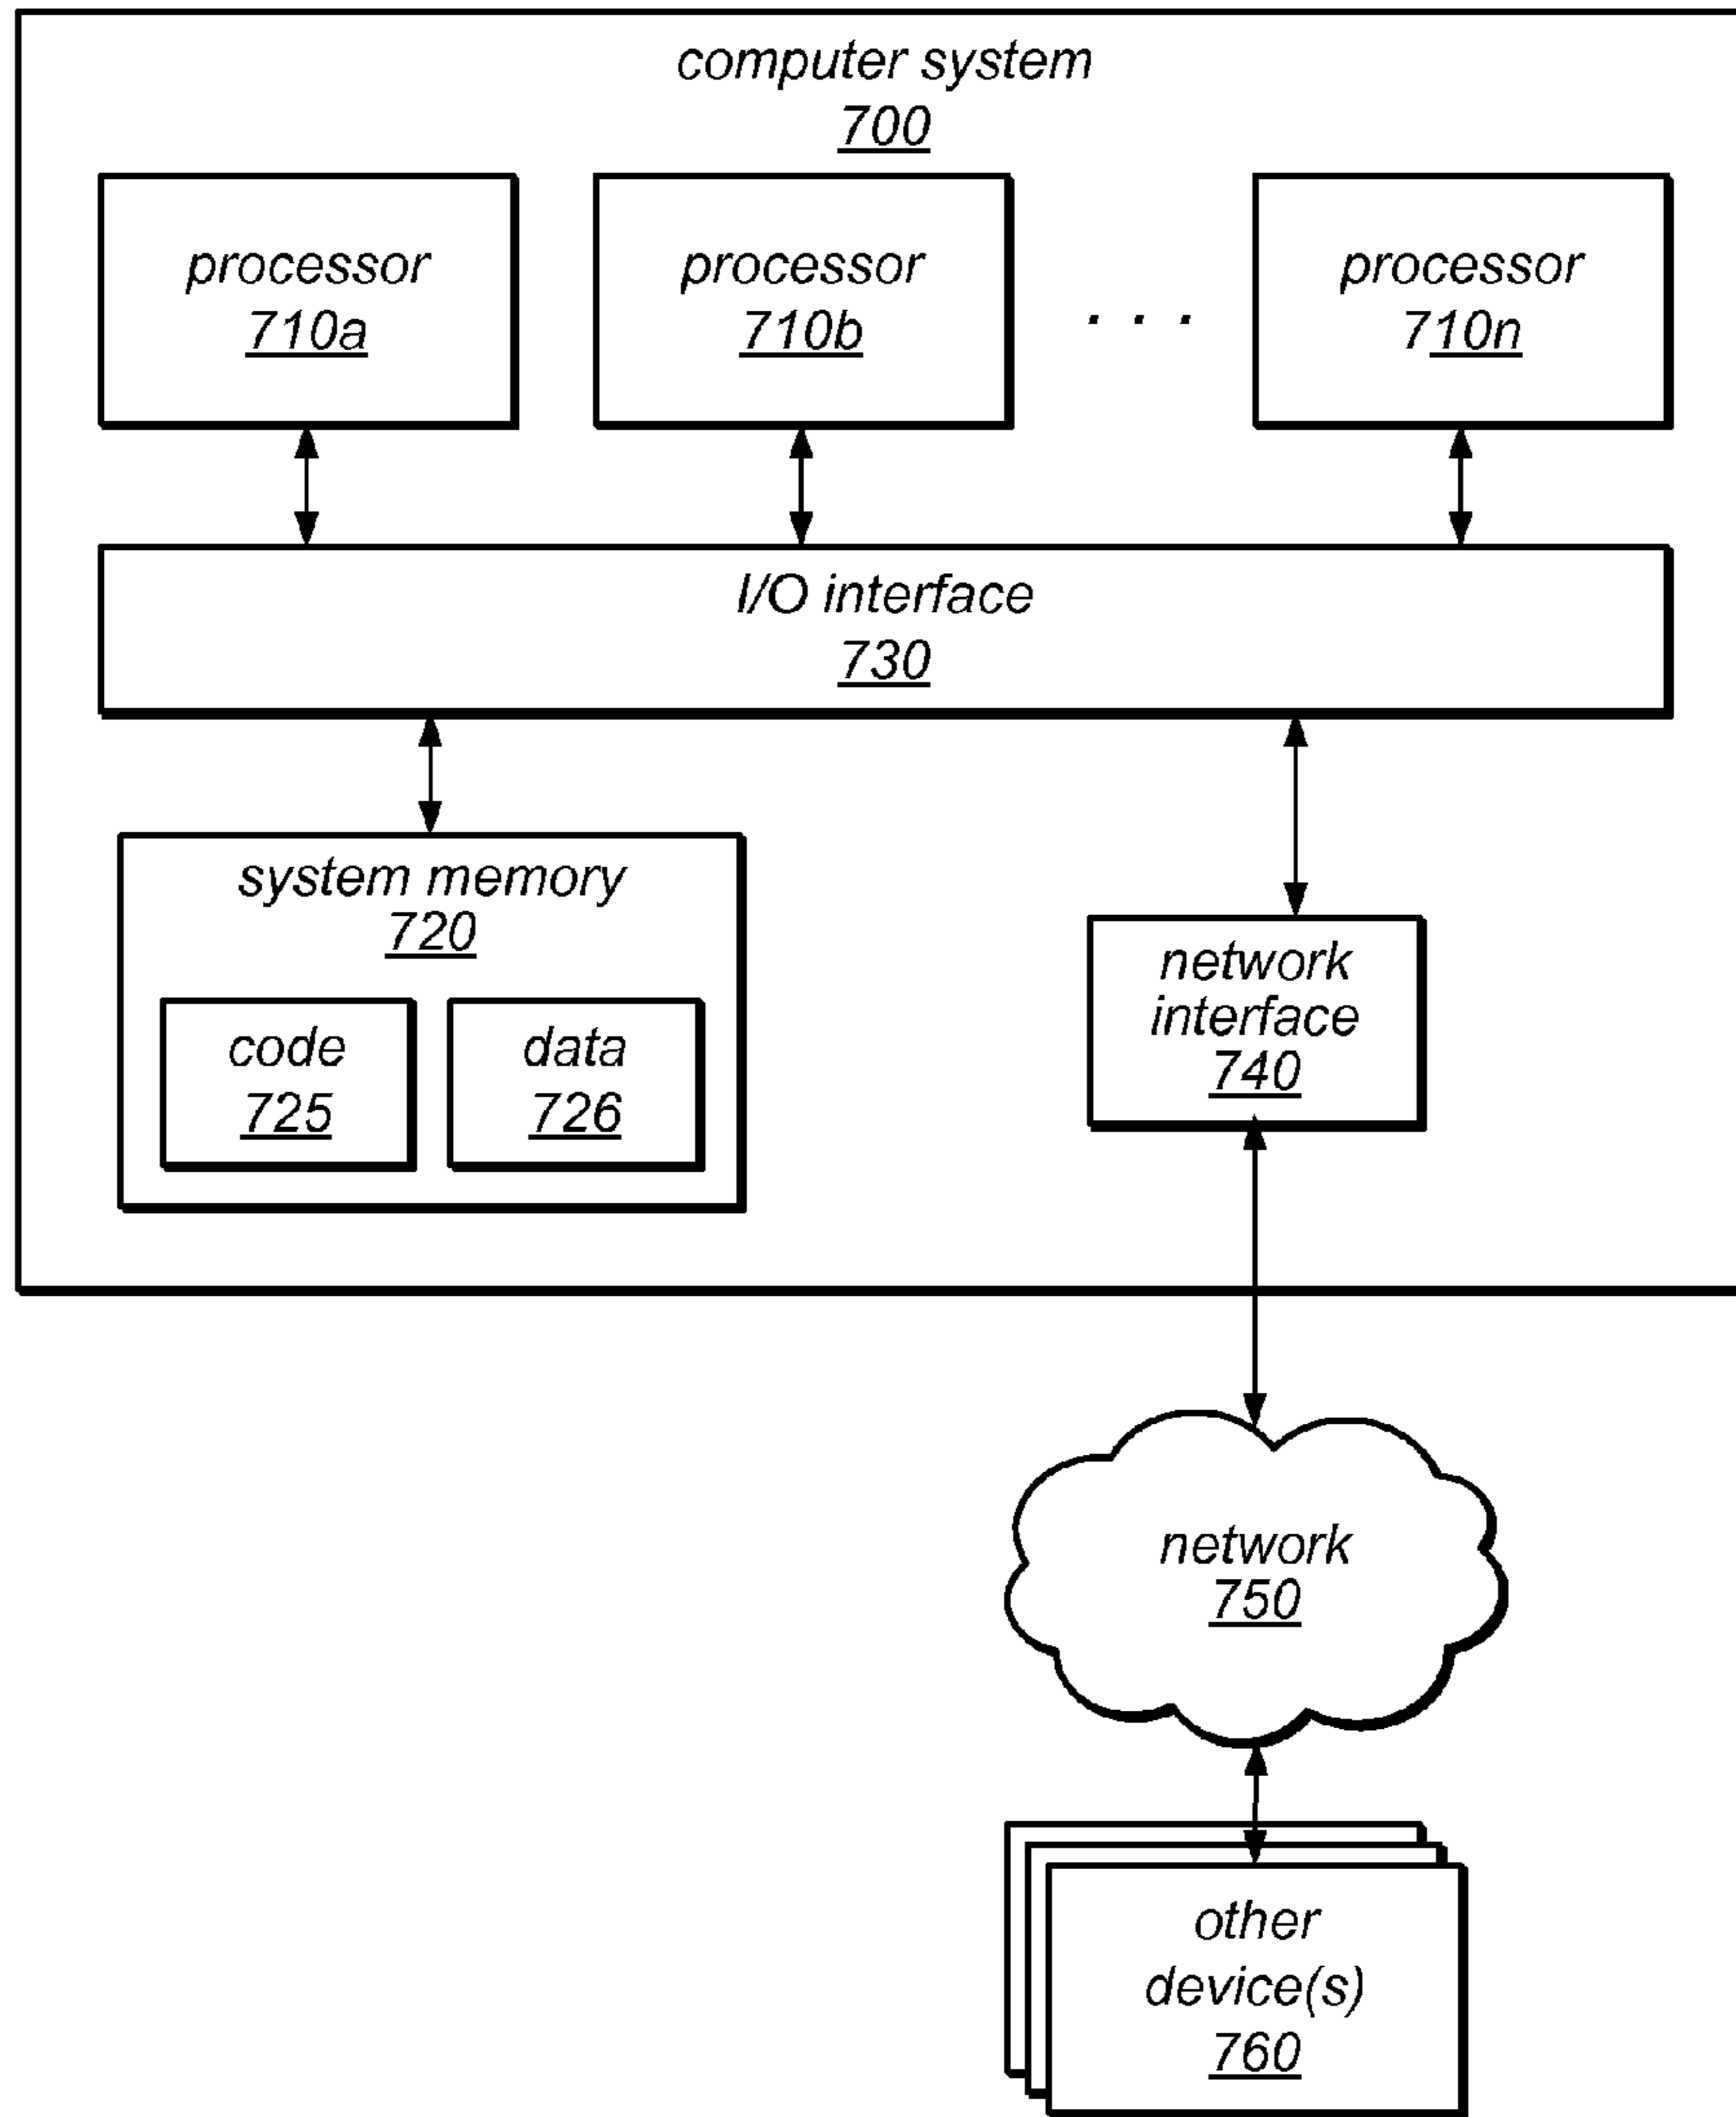 computer system
700
processor
710a
processor
710b
. . .
processor
710n
I/O interface
730
system memory
720
code
725
data
726
network
interface
740
network
750
other
device(s)
760